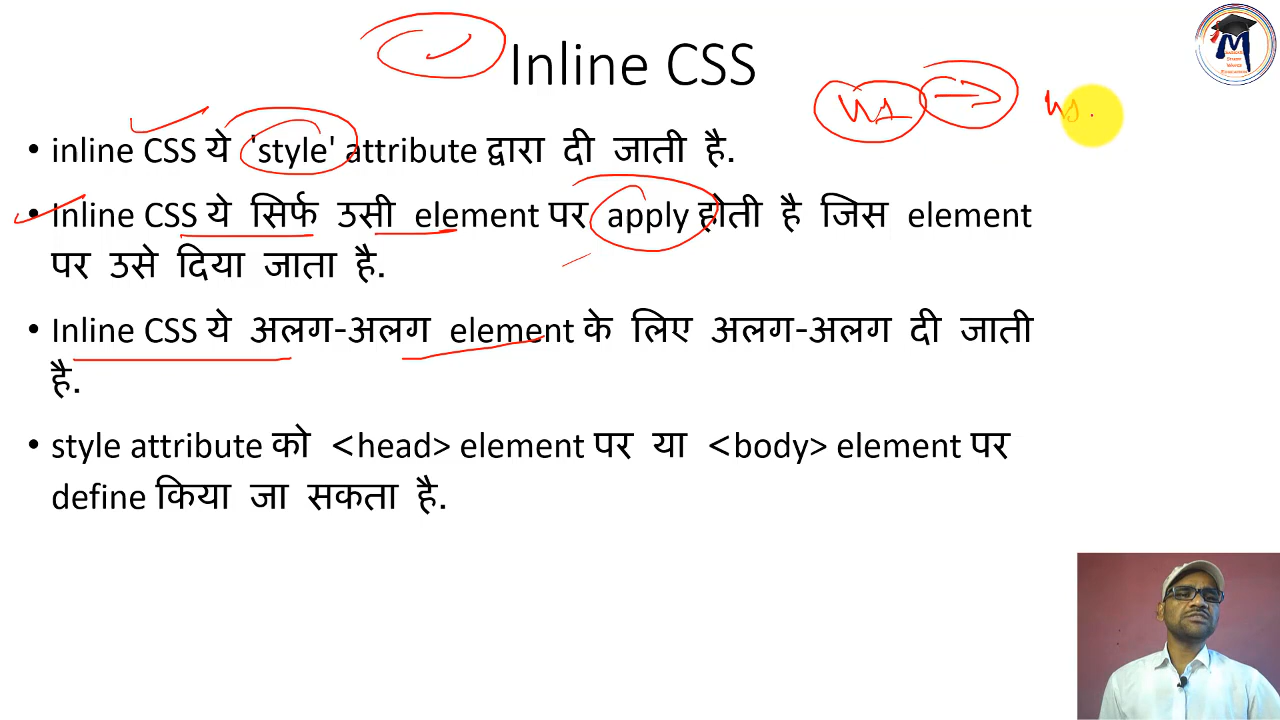 Inline CSS
• inline CSS ये 'style' attribute द्वारा दी जाती है.
• Inline CSS ये सिर्फ उसी element पर apply होती है जिस element
पर उसे दिया जाता है.
• Inline CSS ये अलग-अलग element के लिए अलग-अलग दी जाती
है.
• style attribute को <head> element पर या <body> element पर
define किया जा सकता है.